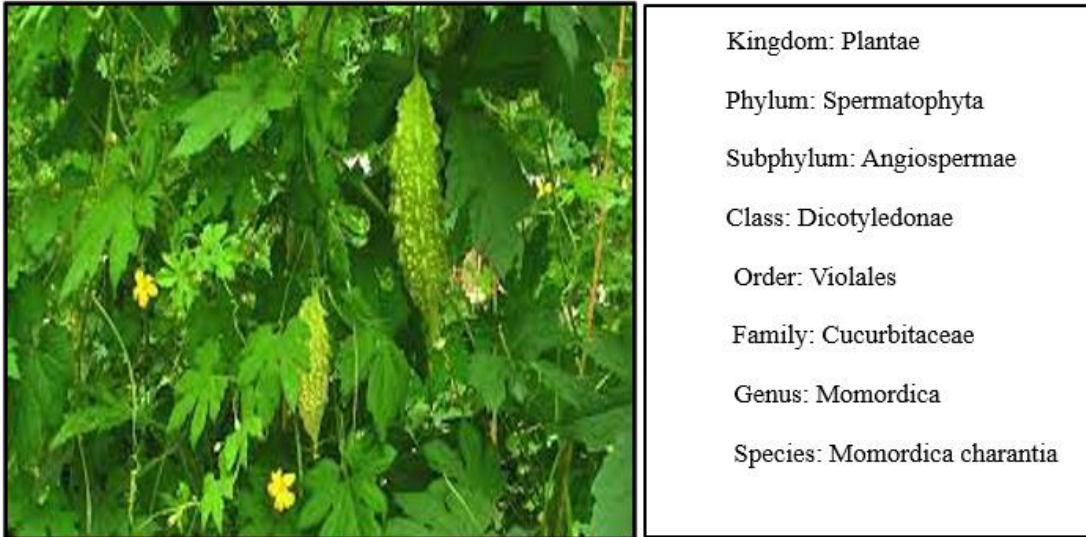 Kingdom: Plantae
Phylum: Spermatophyta
Subphylum: Angiospermae
Class: Dicotyledonae
Order: Violales
Family: Cucurbitaceae
Genus: Momordica
Species: Momordica charantia